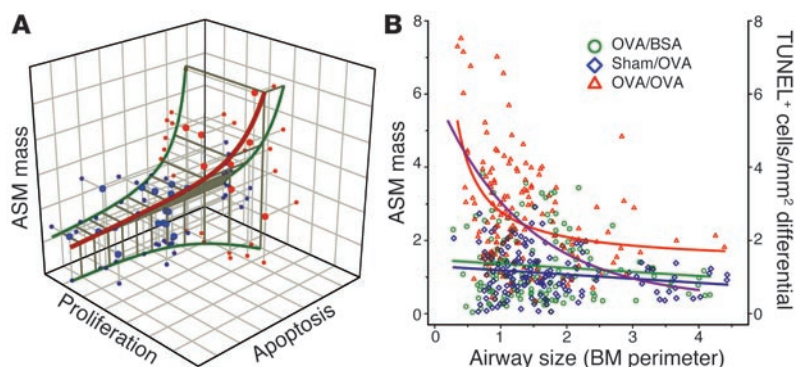 A
ASM mass
Proliferation
Apoptosis
B
OVA/BSA
Sham/OVA
OVA/OVA
8
6
4
2
0
ASM mass
0
1
2
3
4
Airway size (BM perimeter)
8
6
4
2
0
TUNEL⁺ cells/mm² differential